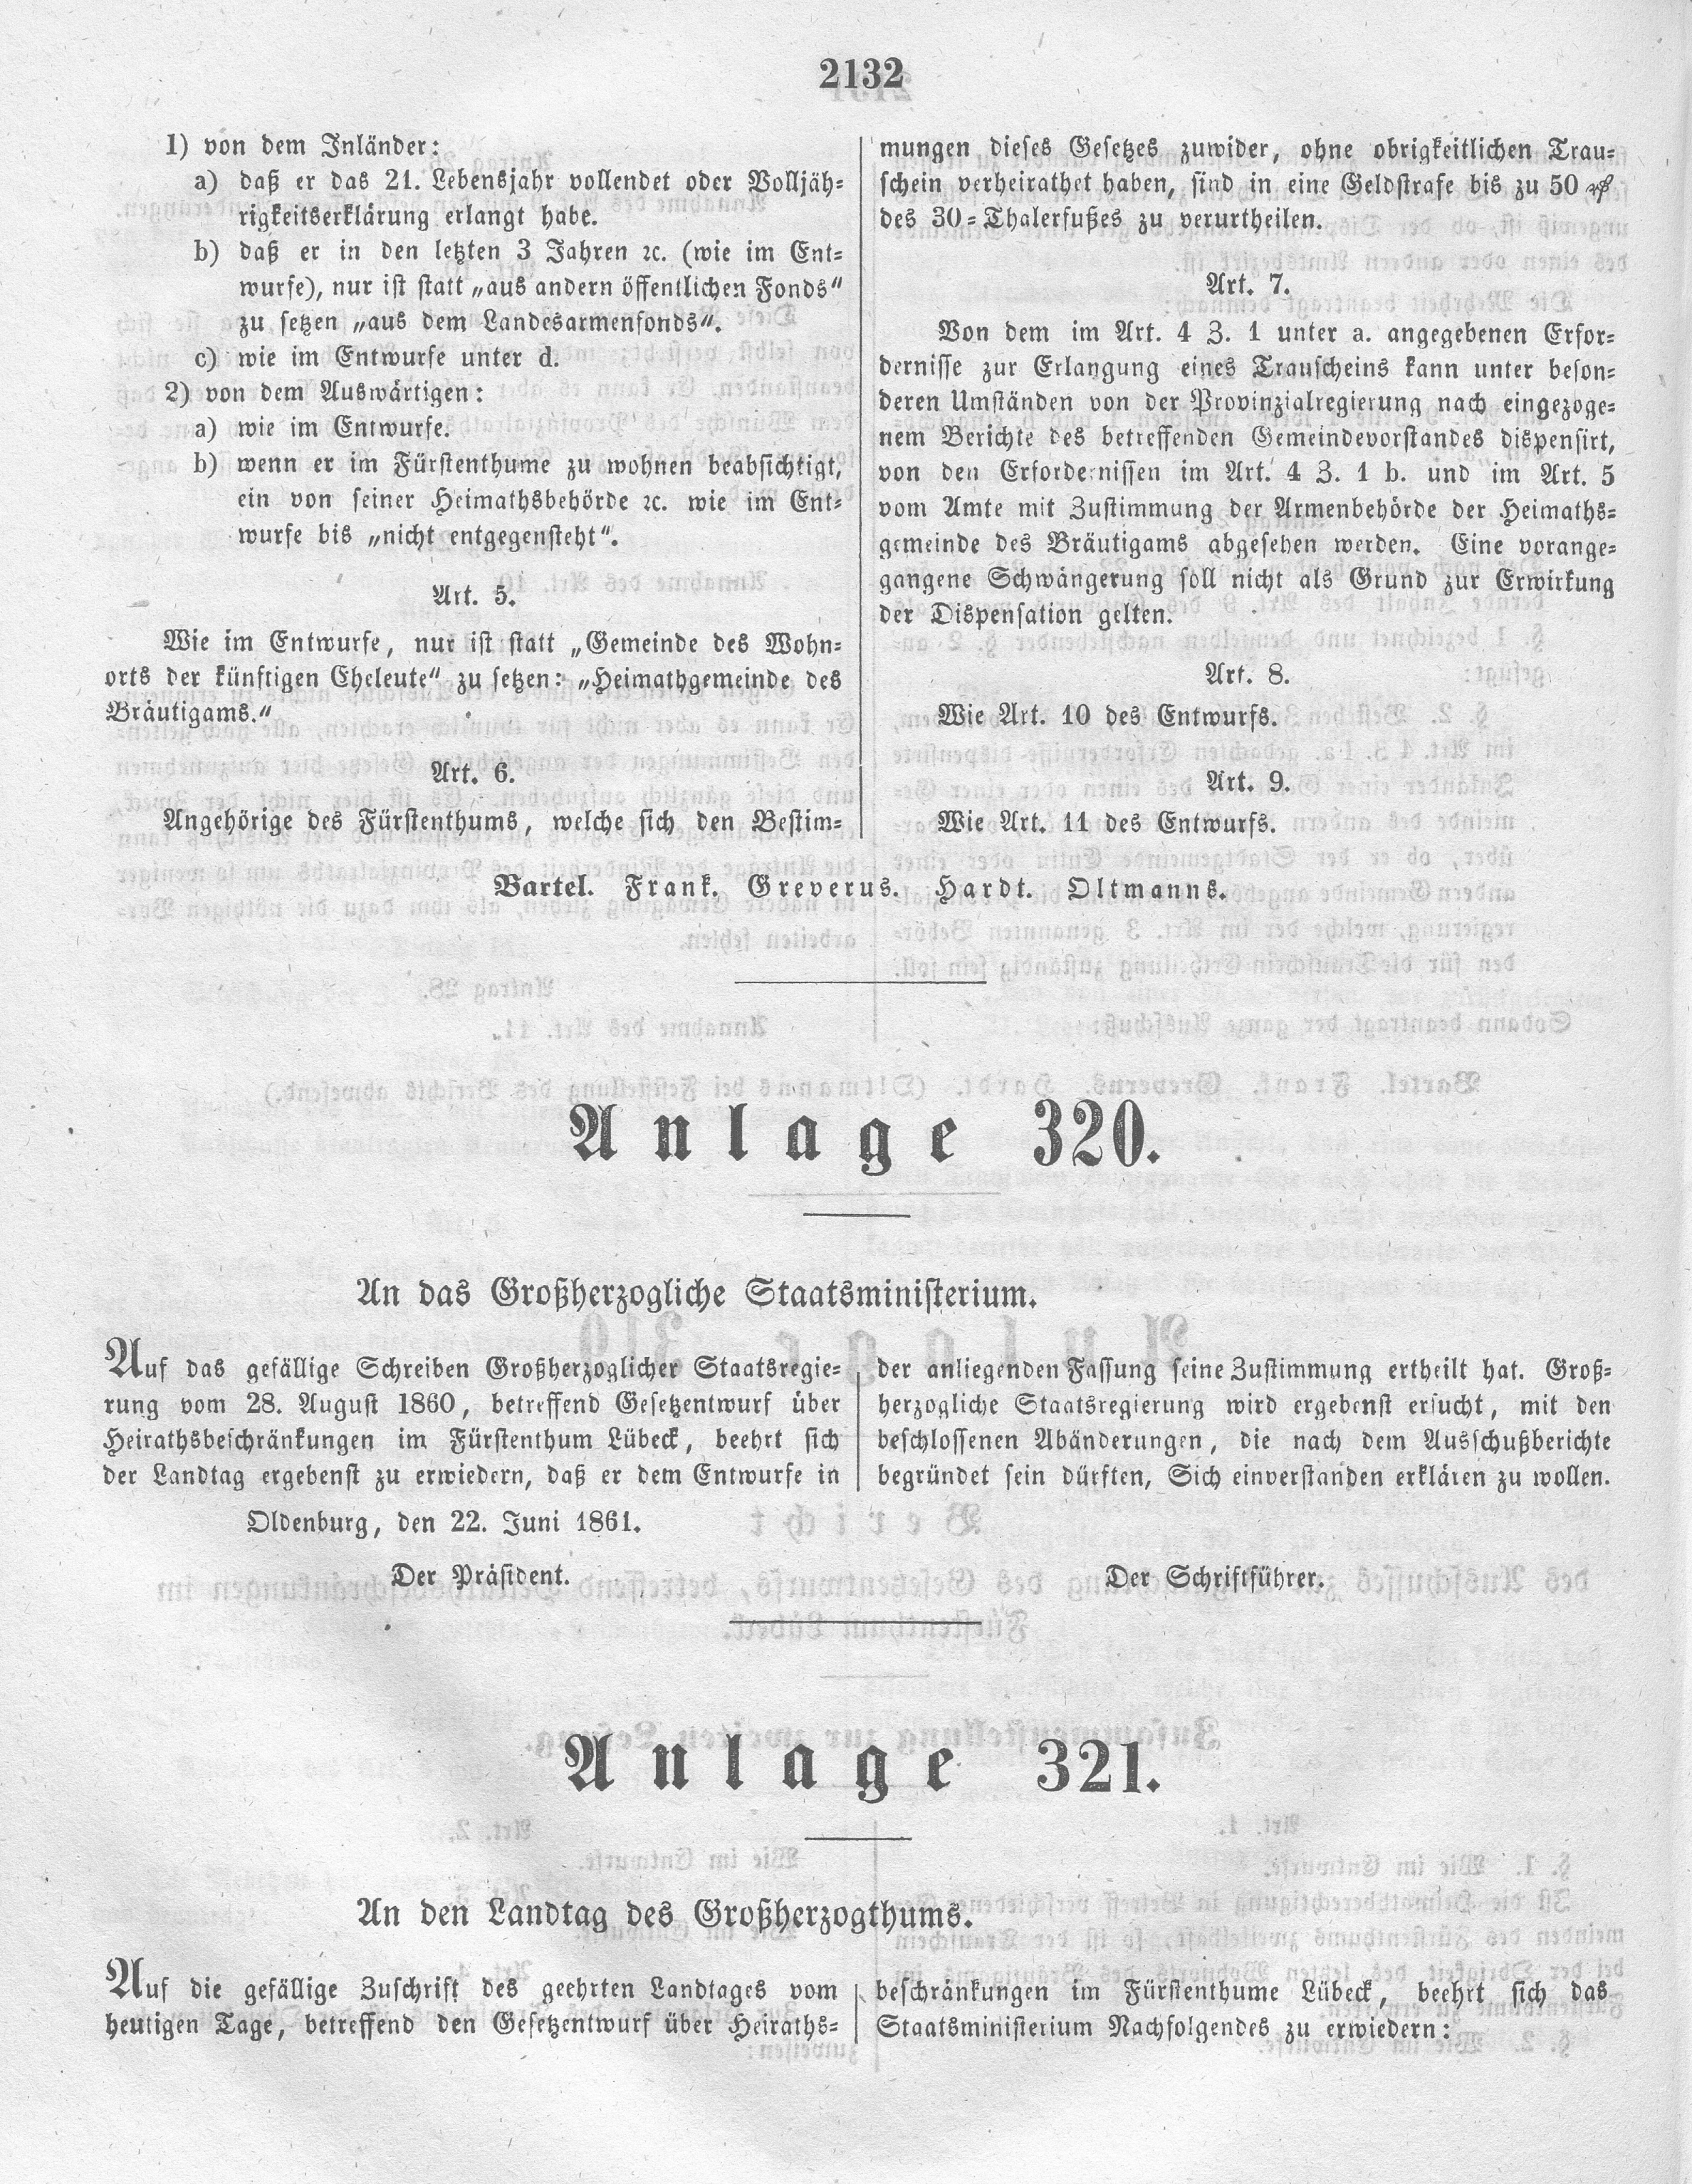 2132
1) von dem Inländer:
a) daß er das 21. Lebensjahr vollendet oder Volljäh=
rigkeitserklärung erlangt habe.
b) daß er in den letzten 3 Jahren ꝛc. (wie im Ent=
wurfe), nur ist statt „aus andern öffentlichen Fonds“
zu setzen „aus dem Landesarmenfonds“.
c) wie im Entwurfe unter d.
2) von dem Auswärtigen:
a) wie im Entwurfe.
b) wenn er im Fürstenthume zu wohnen beabsichtigt,
ein von seiner Heimathsbehörde ꝛc. wie im Ent=
wurfe bis „nicht entgegensteht“.
Art. 5.
Wie im Entwurfe, nur ist statt „Gemeinde des Wohn=
orts der künftigen Eheleute“ zu setzen: „Heimathgemeinde des
Bräutigams.“
Art. 6.
Angehörige des Fürstenthums, welche sich den Bestim=
mungen dieses Gesetzes zuwider, ohne obrigkeitlichen Trau=
schein verheirathet haben, sind in eine Geldstrafe bis zu 50 ₰
des 30=Thalerfußes zu verurtheilen.
Art. 7.
Von dem im Art. 4 Z. 1 unter a. angegebenen Erfor=
dernisse zur Erlangung eines Trauscheins kann unter beson=
deren Umständen von der Provinzialregierung nach eingezoge=
nem Berichte des betreffenden Gemeindevorstandes dispensirt,
von den Erfordernissen im Art. 4 Z. 1 b. und im Art. 5
vom Amte mit Zustimmung der Armenbehörde der Heimaths=
gemeinde des Bräutigams abgesehen werden. Eine vorange=
gangene Schwängerung soll nicht als Grund zur Erwirkung
der Dispensation gelten.
Art. 8.
Wie Art. 10 des Entwurfs.
Art. 9.
Wie Art. 11 des Entwurfs.
Bartel. Frank. Greverus. Hardt. Oltmanns.
Anlage 320.
An das Großherzogliche Staatsministerium.
Auf das gefällige Schreiben Großherzoglicher Staatsregie=
rung vom 28. August 1860, betreffend Gesetzentwurf über
Heirathsbeschränkungen im Fürstenthum Lübeck, beehrt sich
der Landtag ergebenst zu erwiedern, daß er dem Entwurfe in
der anliegenden Fassung seine Zustimmung ertheilt hat. Groß=
herzogliche Staatsregierung wird ergebenst ersucht, mit den
beschlossenen Abänderungen, die nach dem Ausschußberichte
begründet sein dürften, Sich einverstanden erklären zu wollen.
Oldenburg, den 22. Juni 1861.
Der Präsident.
Der Schriftführer.
Anlage 321.
An den Landtag des Großherzogthums.
Auf die gefällige Zuschrift des geehrten Landtages vom
heutigen Tage, betreffend den Gesetzentwurf über Heiraths=
beschränkungen im Fürstenthume Lübeck, beehrt sich das
Staatsministerium Nachfolgendes zu erwiedern: